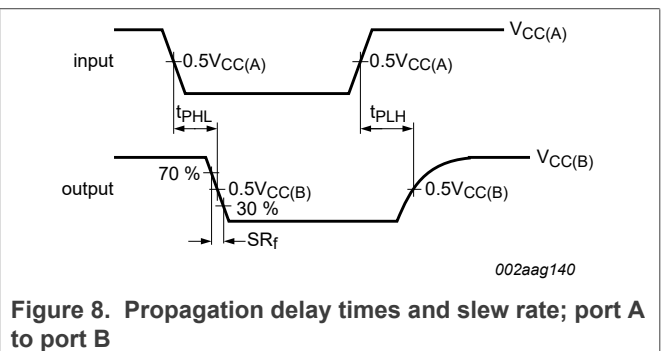 VCC(A)
input
0.5VCC(A)
0.5VCC(A)
tPHL
tPLH
VCC(B)
70 %
output
0.5VCC(B)
0.5VCC(B)
30 %
SRf
002aag140
Figure 8. Propagation delay times and slew rate; port A
to port B